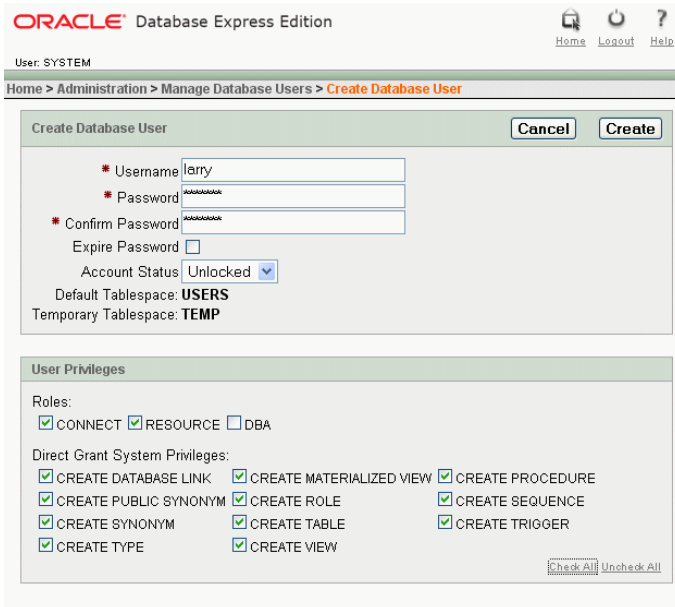 ORACLE Database Express Edition
Home Logout Help
User: SYSTEM
Home > Administration > Manage Database Users > Create Database User
Create Database User Cancel Create
* Username larry
* Password ********
* Confirm Password ********
Expire Password
Account Status Unlocked
Default Tablespace: USERS
Temporary Tablespace: TEMP
User Privileges
Roles:
CONNECT RESOURCE DBA
Direct Grant System Privileges:
CREATE DATABASE LINK CREATE MATERIALIZED VIEW CREATE PROCEDURE
CREATE PUBLIC SYNONYM CREATE ROLE CREATE SEQUENCE
CREATE SYNONYM CREATE TABLE CREATE TRIGGER
CREATE TYPE CREATE VIEW
Check All Uncheck All